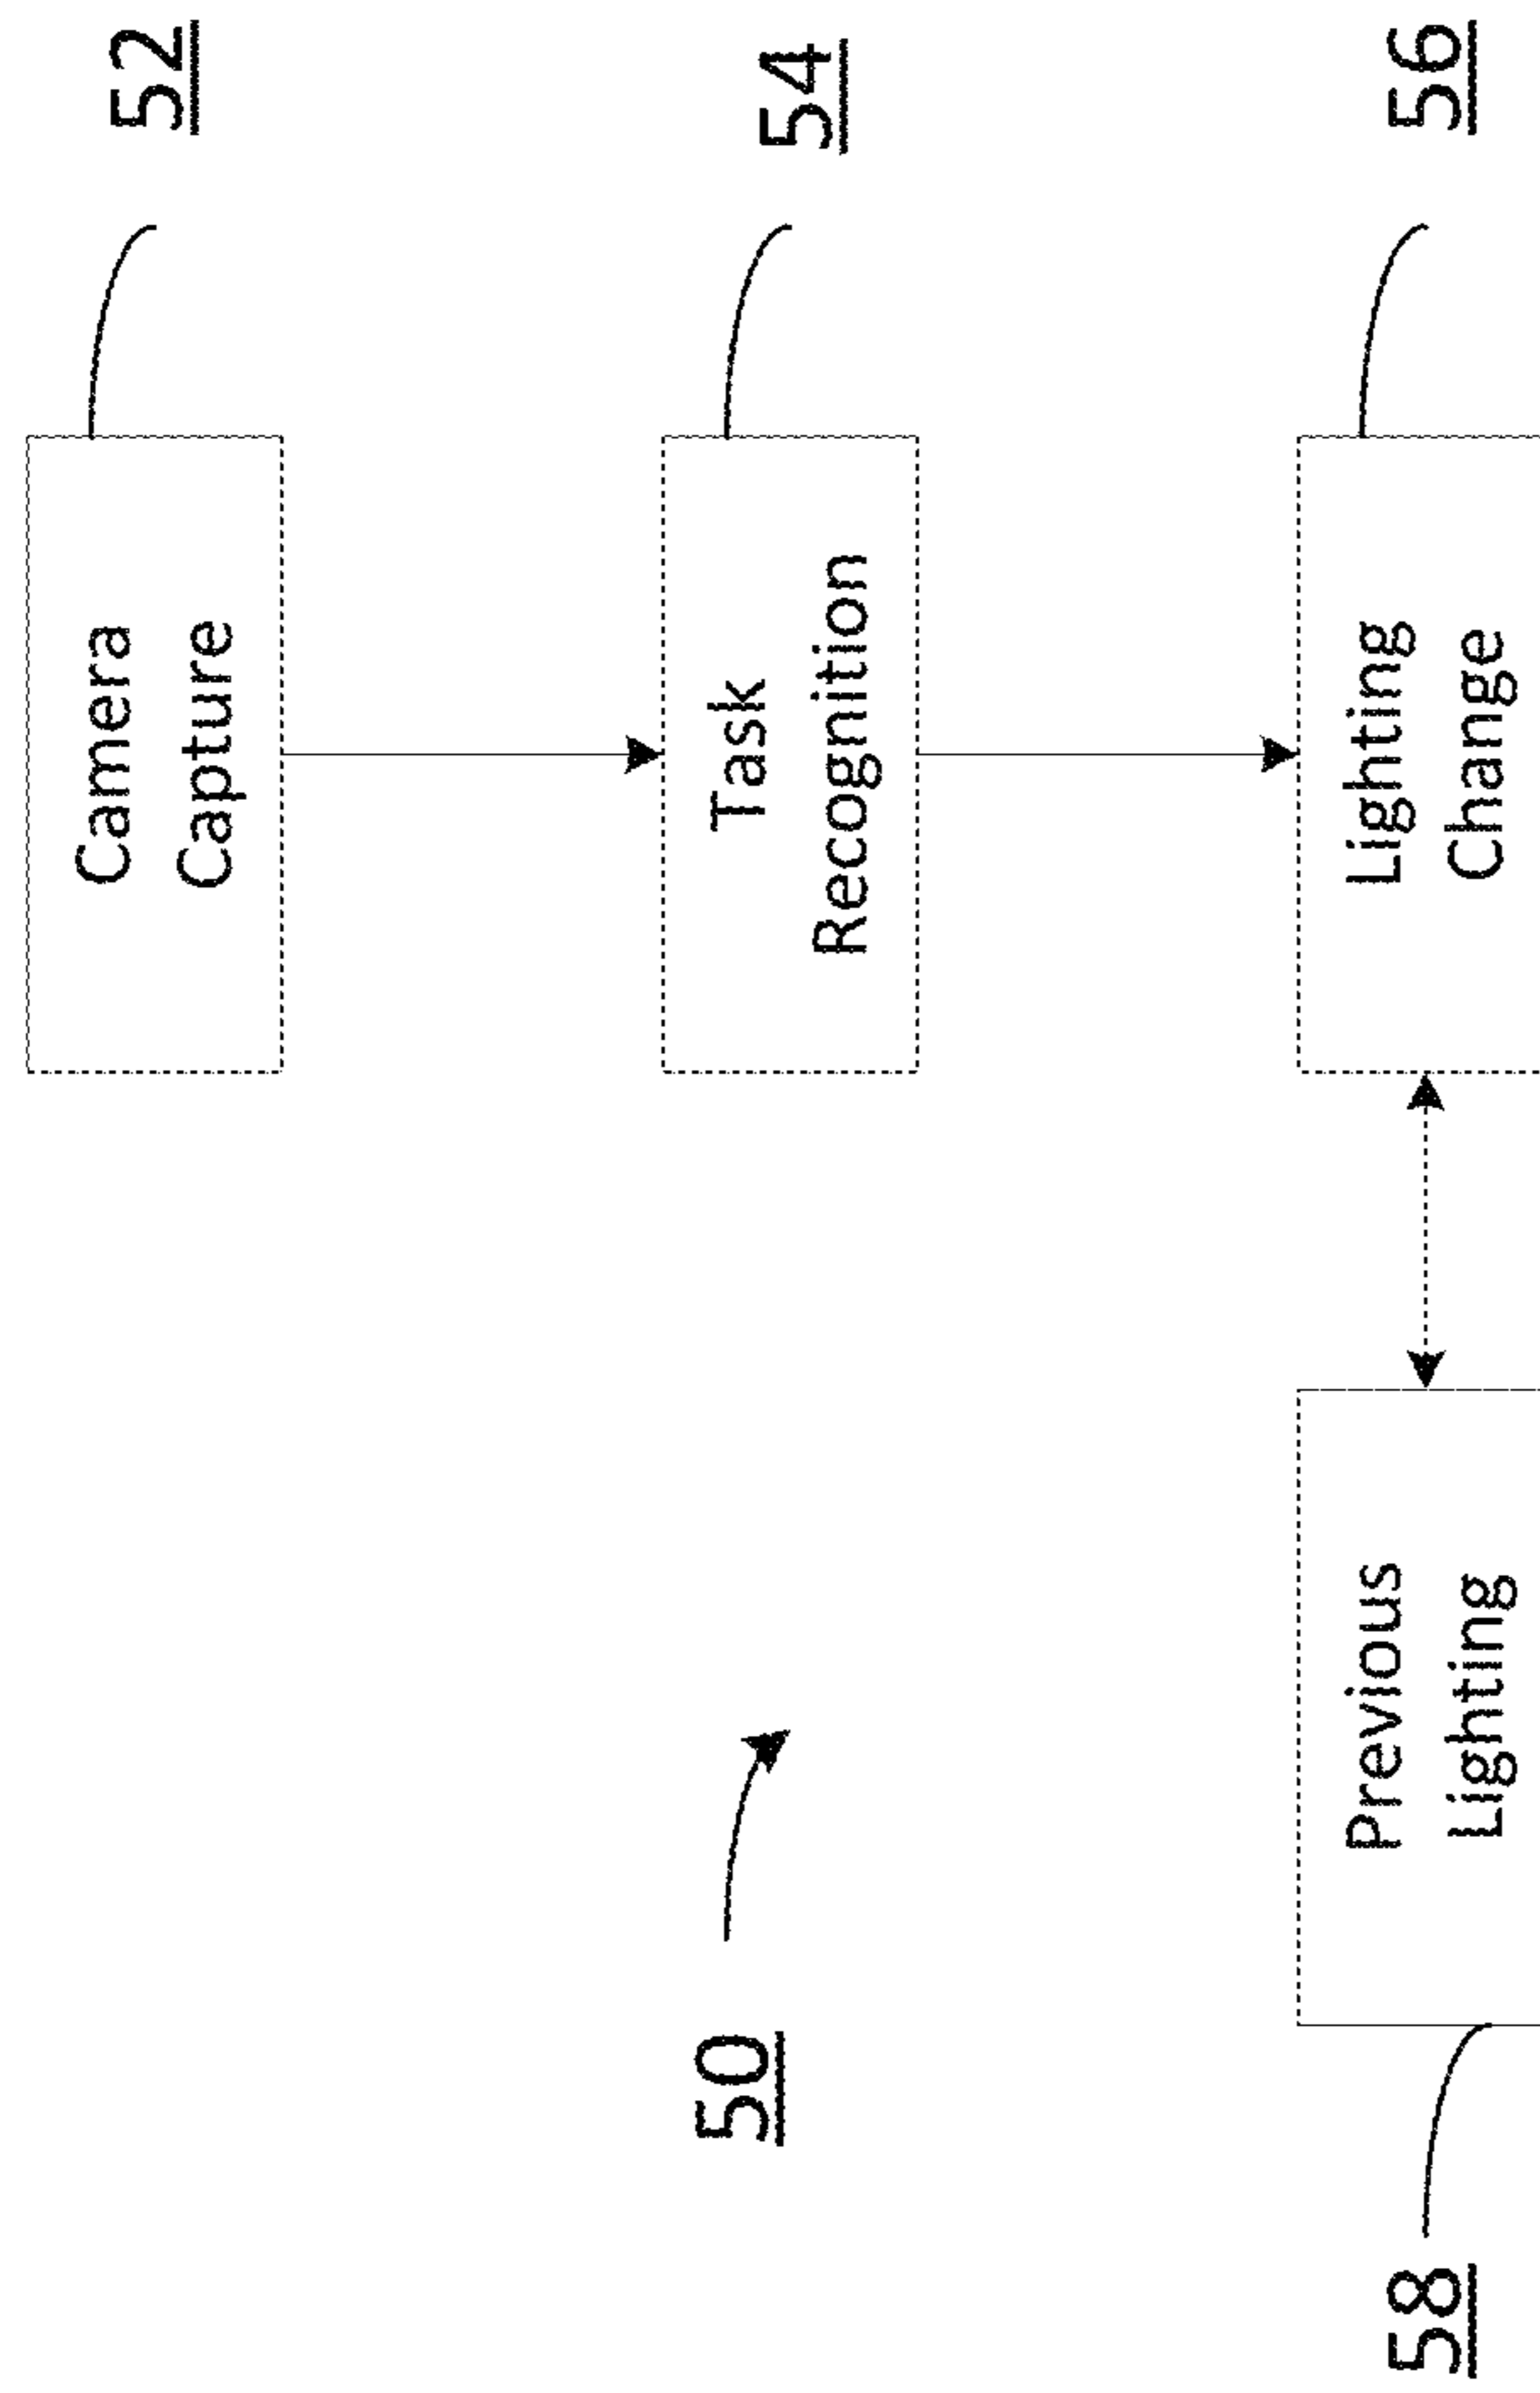 52
Camera
Capture
50
54
Task
Recognition
58
56
Previous
Lighting
Lighting
Change